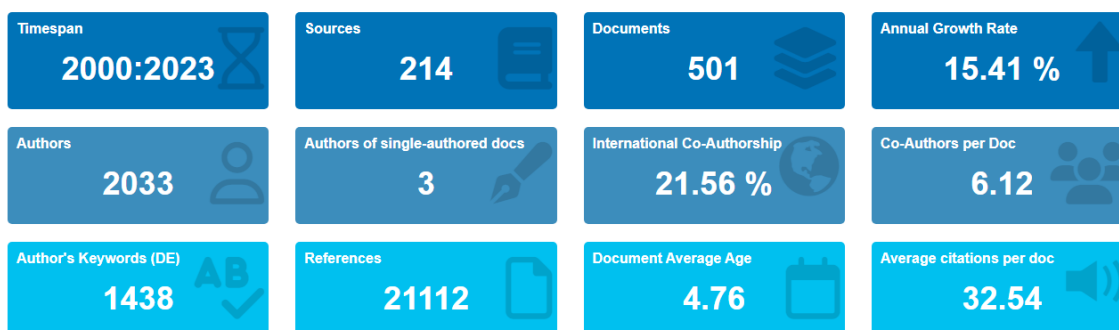 Timespan
2000:2023
Sources
214
Documents
501
Annual Growth Rate
15.41 %
Authors
2033
Authors of single-authored docs
3
International Co-Authorship
21.56 %
Co-Authors per Doc
6.12
Author's Keywords (DE)
1438
AB
References
21112
Document Average Age
4.76
Average citations per doc
32.54